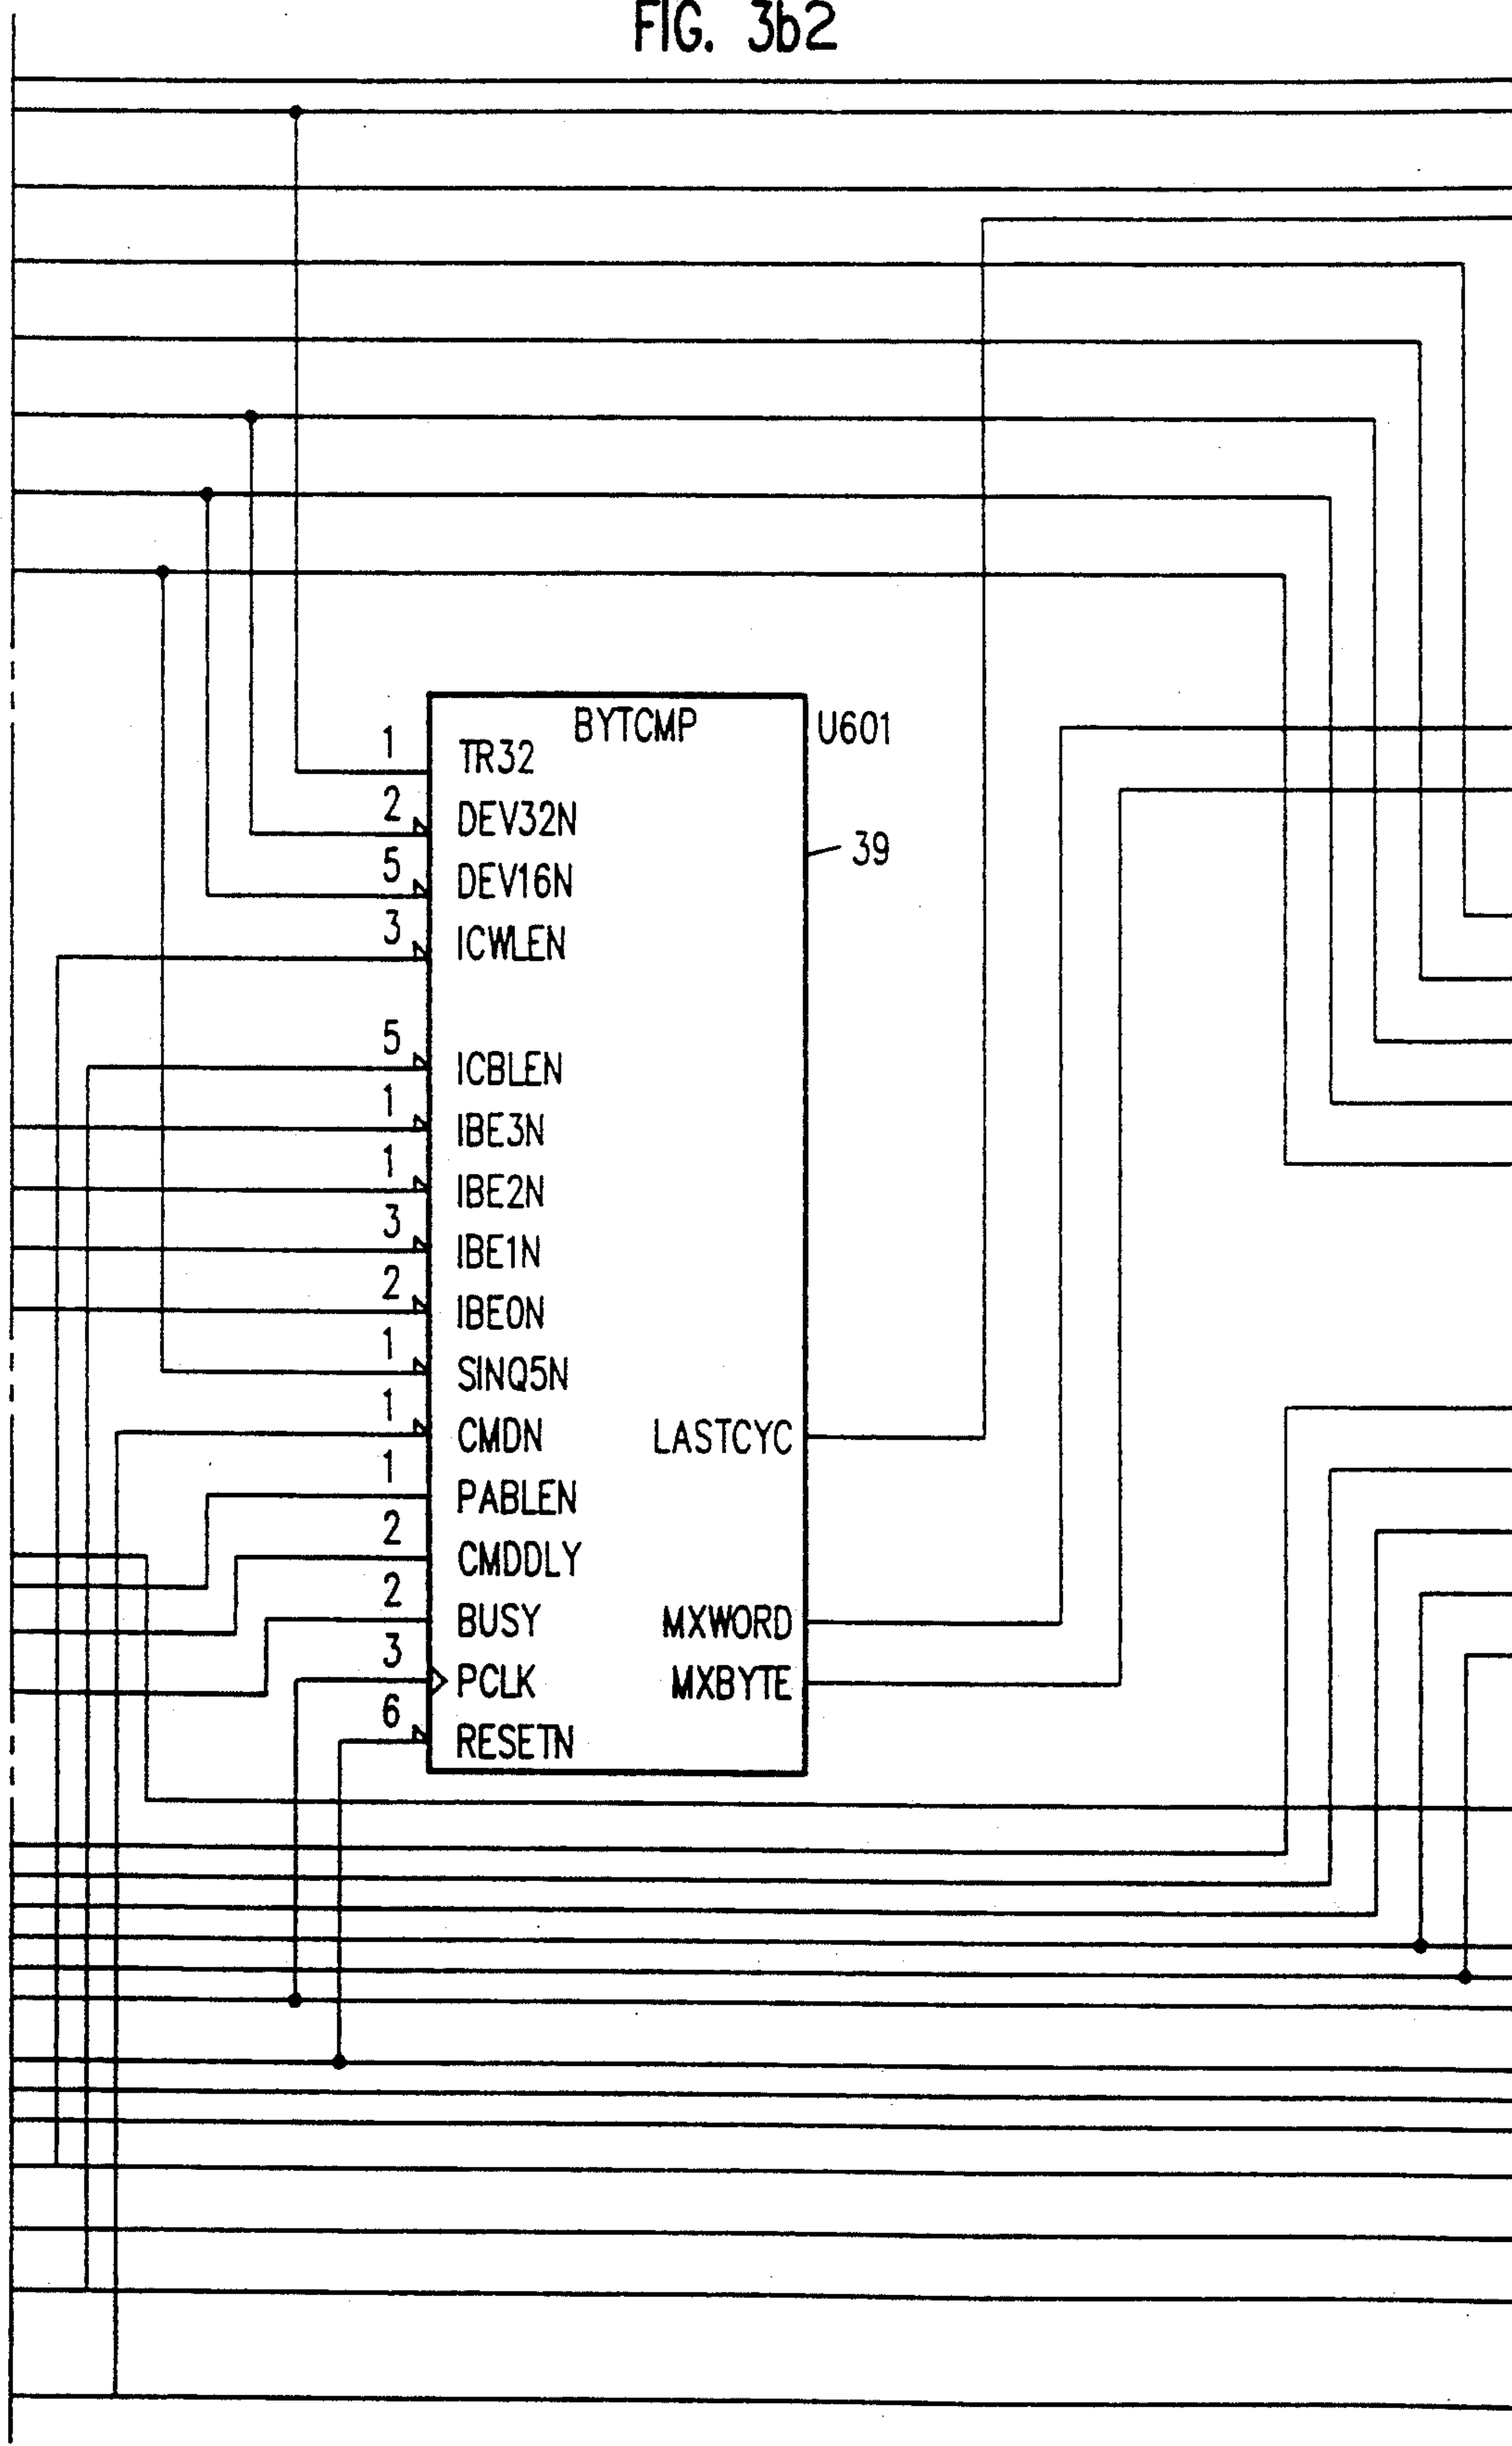 FIG. 3b2
BYTCMP
U601
39
1 TR32
2 DEV32N
5 DEV16N
3 ICWLEN
5 ICBLEN
1 IBE3N
1 IBE2N
3 IBE1N
2 IBE0N
1 SINQ5N
1 CMDN
LASTCYC
1 PABLEN
2 CMDDLY
2 BUSY
MXWORD
3 PCLK
MXBYTE
6 RESETN